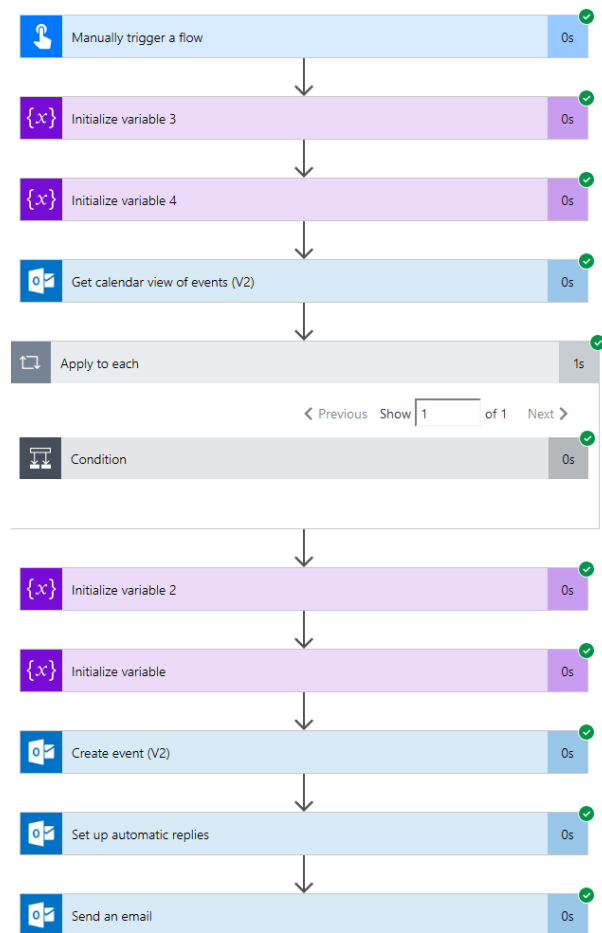 Manually trigger a flow 0s
{x} Initialize variable 3 0s
{x} Initialize variable 4 0s
Get calendar view of events (V2) 0s
Apply to each 1s
Previous Show 1 of 1 Next
Condition 0s
{x} Initialize variable 2 0s
{x} Initialize variable 0s
Create event (V2) 0s
Set up automatic replies 0s
Send an email 0s